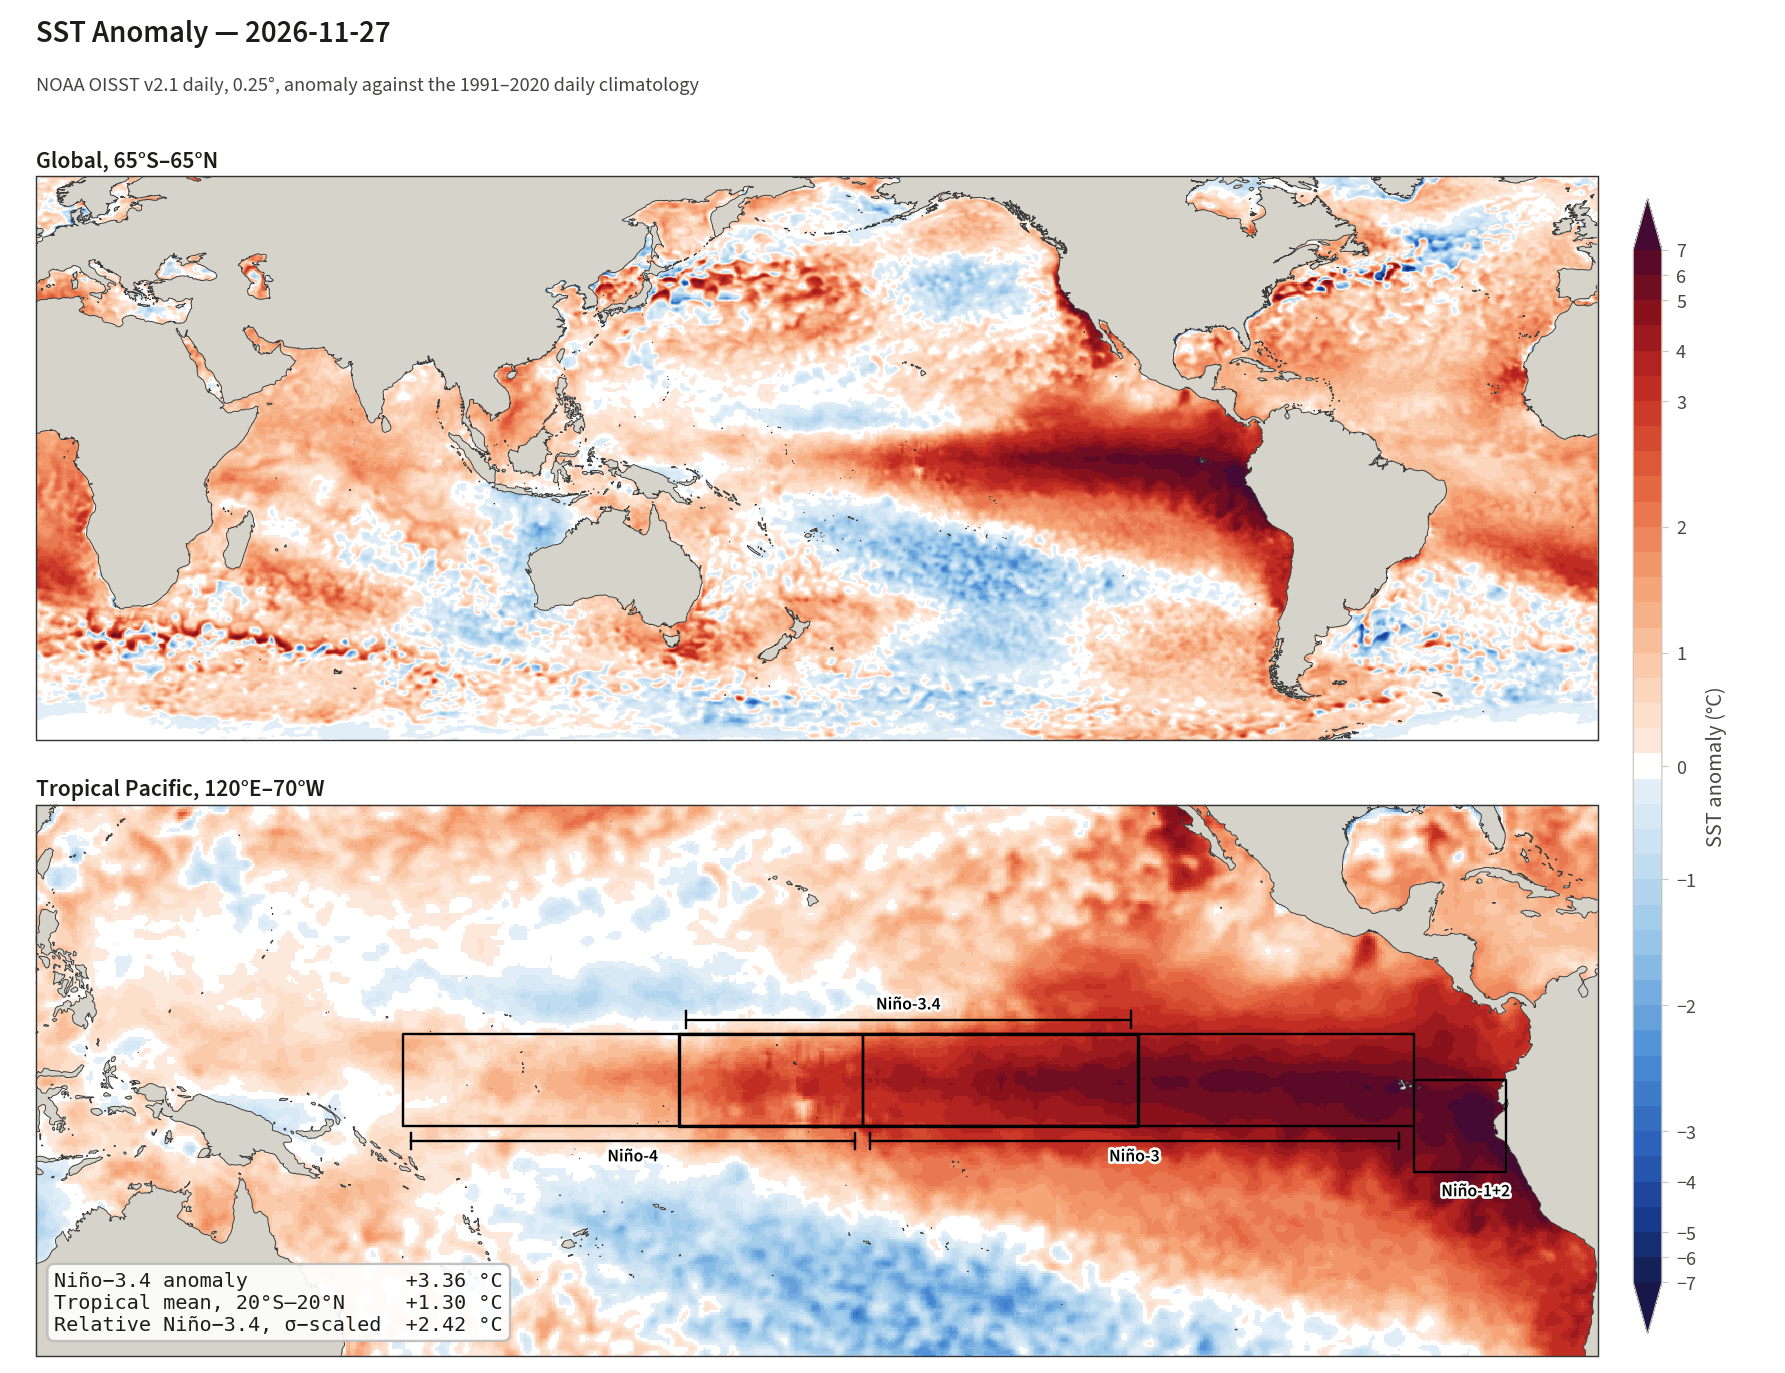 SST Anomaly — 2026-11-27
NOAA OISST v2.1 daily, 0.25°, anomaly against the 1991–2020 daily climatology
Global, 65°S–65°N
7
6
5
4
3
2
1
0
−1
−2
−3
−4
−5
−6
−7
SST anomaly (°C)
Tropical Pacific, 120°E–70°W
Niño-3.4
Niño-4
Niño-3
Niño-1+2
Niño−3.4 anomaly +3.36 °C
Tropical mean, 20°S–20°N +1.30 °C
Relative Niño−3.4, σ−scaled +2.42 °C